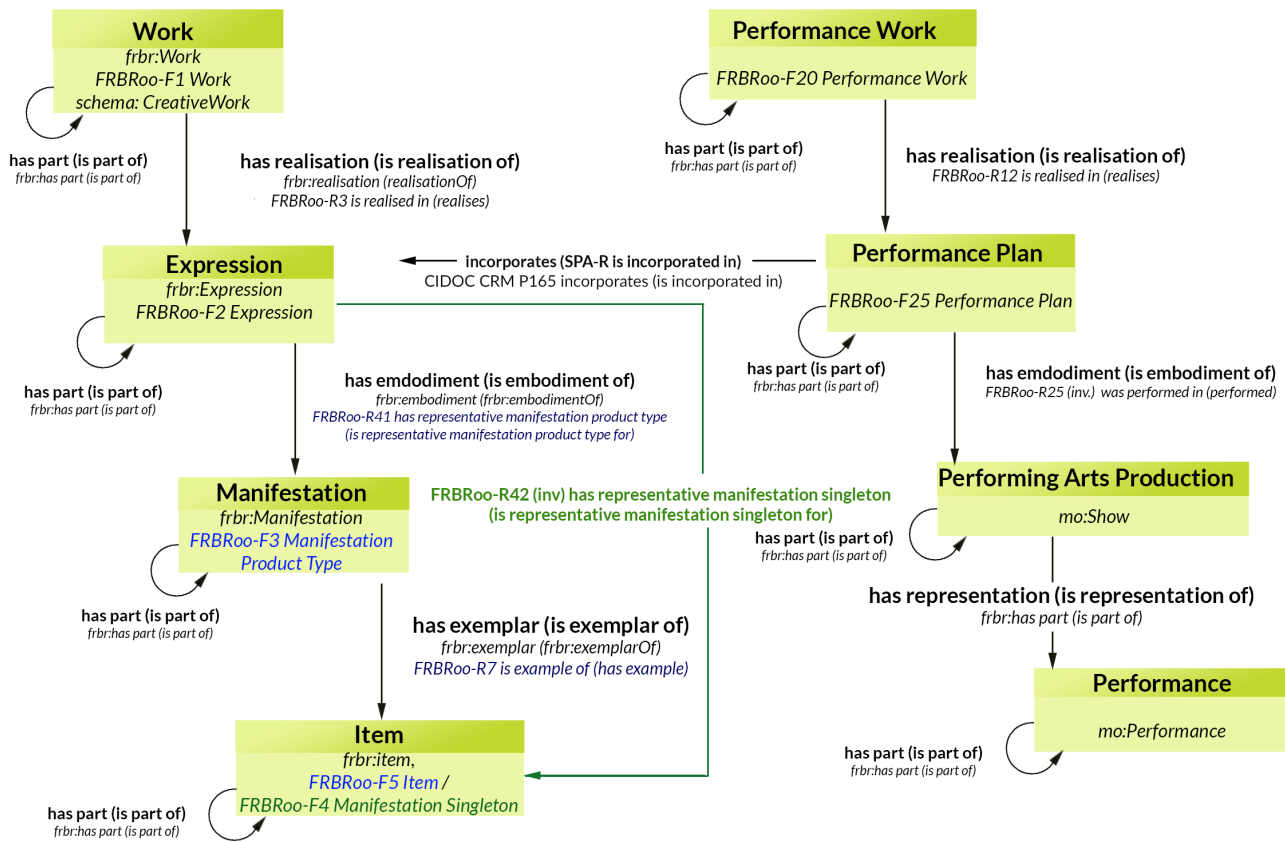 Work
frbr:Work
FRBRoo-F1 Work
schema: CreativeWork
has part (is part of)
frbr:has part (is part of)
has realisation (is realisation of)
frbr:realisation (realisationOf)
FRBRoo-R3 is realised in (realises)
Performance Work
FRBRoo-F20 Performance Work
has part (is part of)
frbr:has part (is part of)
has realisation (is realisation of)
FRBRoo-R12 is realised in (realises)
Expression
frbr:Expression
FRBRoo-F2 Expression
has part (is part of)
frbr:has part (is part of)
incorporates (SPA-R is incorporated in)
CIDOC CRM P165 incorporates (is incorporated in)
Performance Plan
FRBRoo-F25 Performance Plan
has part (is part of)
frbr:has part (is part of)
has emdodiment (is embodiment of)
frbr:embodiment (frbr:embodimentOf)
FRBRoo-R41 has representative manifestation product type
(is representative manifestation product type for)
has emdodiment (is embodiment of)
FRBRoo-R25 (inv.) was performed in (performed)
Manifestation
frbr:Manifestation
FRBRoo-F3 Manifestation
Product Type
has part (is part of)
frbr:has part (is part of)
FRBRoo-R42 (inv) has representative manifestation singleton
(is representative manifestation singleton for)
Performing Arts Production
mo:Show
has part (is part of)
frbr:has part (is part of)
has exemplar (is exemplar of)
frbr:exemplar (frbr:exemplarOf)
FRBRoo-R7 is example of (has example)
has representation (is representation of)
frbr:has part (is part of)
Item
frbr:item,
FRBRoo-F5 Item /
FRBRoo-F4 Manifestation Singleton
has part (is part of)
frbr:has part (is part of)
Performance
mo:Performance
has part (is part of)
frbr:has part (is part of)